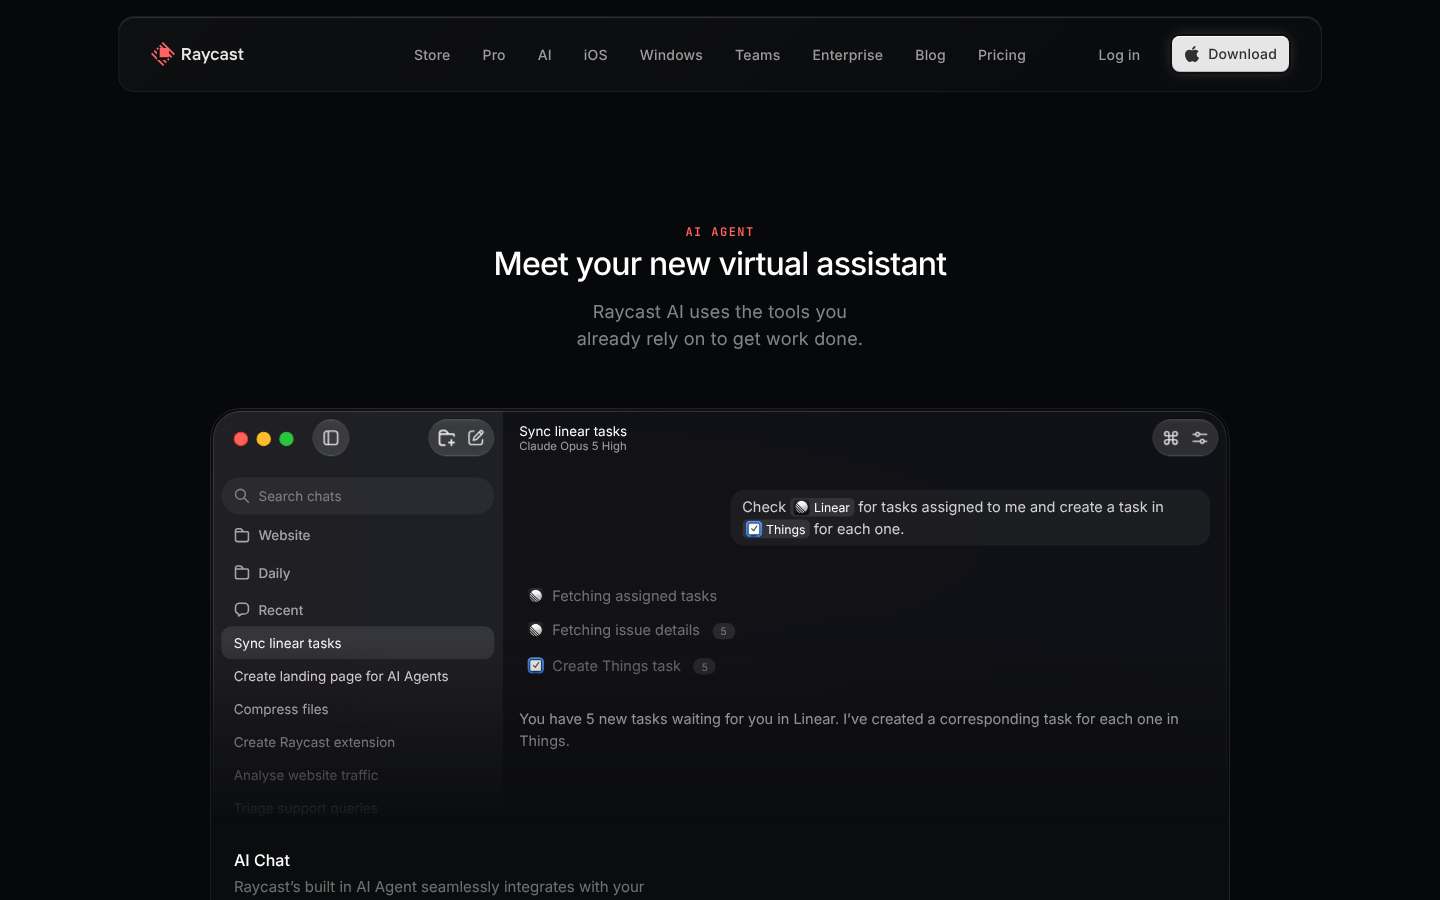 Raycast
Store
Pro
AI
iOS
Windows
Teams
Enterprise
Blog
Pricing
Log in
Download
AI AGENT
Meet your new virtual assistant
Raycast AI uses the tools you
already rely on to get work done.
Search chats
Website
Daily
Recent
Sync linear tasks
Create landing page for AI Agents
Compress files
Create Raycast extension
Analyse website traffic
Triage support queries
Sync linear tasks
Claude Opus 5 High
Check Linear for tasks assigned to me and create a task in
Things for each one.
Fetching assigned tasks
Fetching issue details 5
Create Things task 5
You have 5 new tasks waiting for you in Linear. I’ve created a corresponding task for each one in
Things.
AI Chat
Raycast’s built in AI Agent seamlessly integrates with your